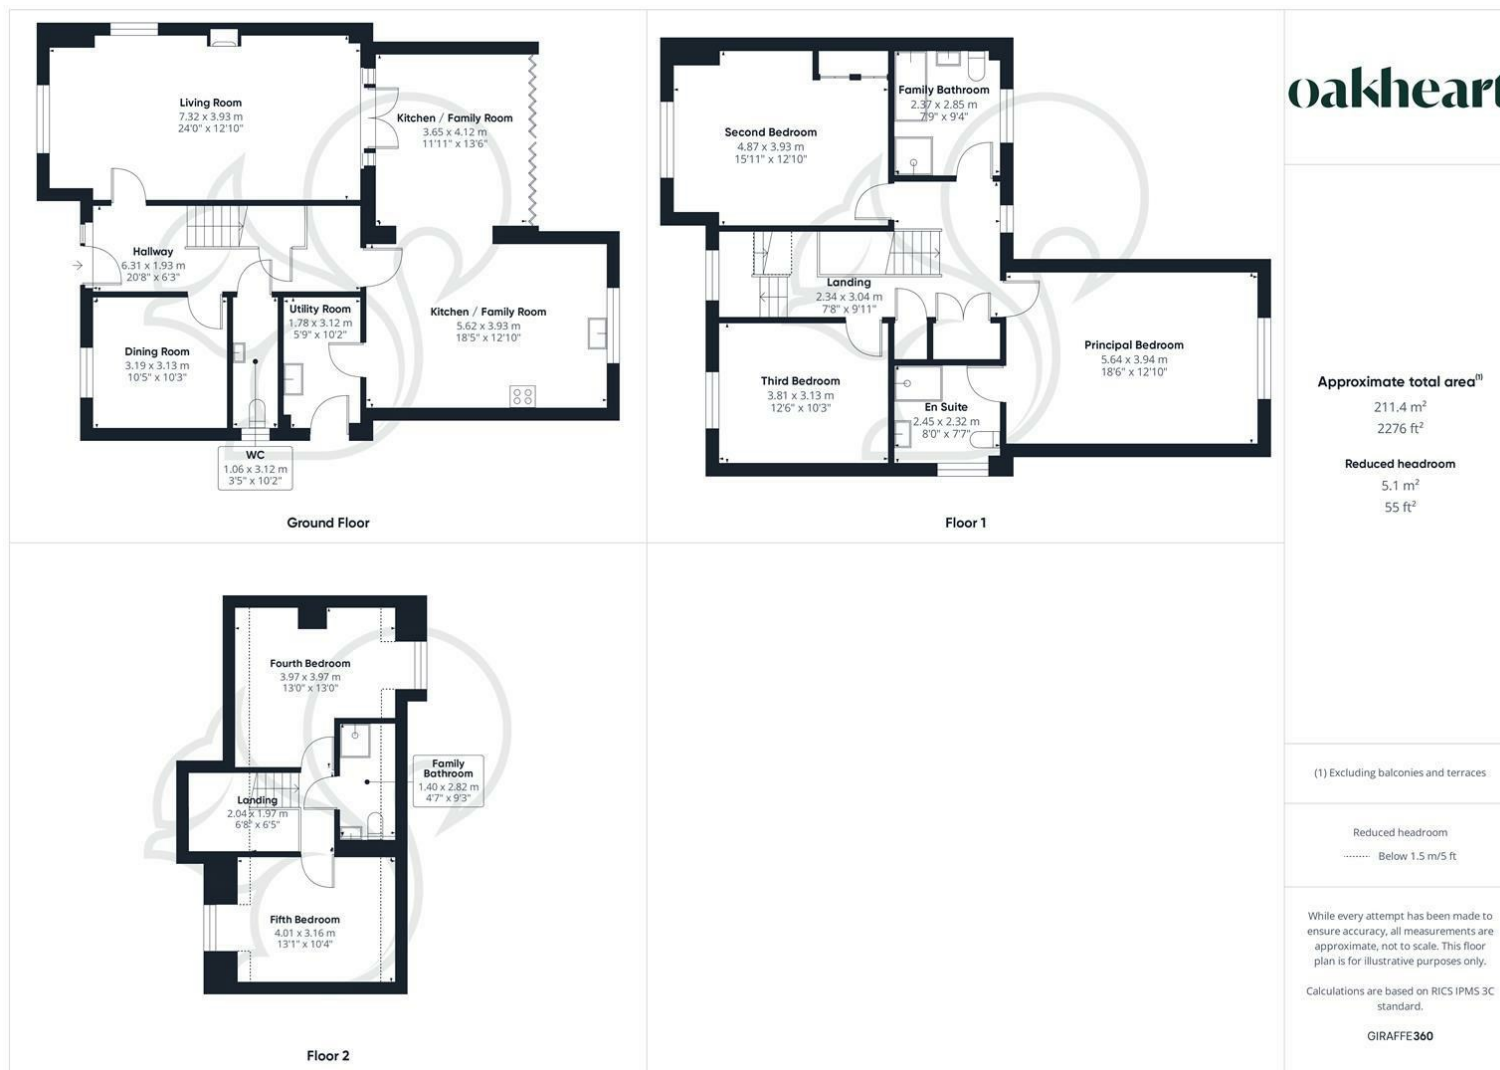 Living Room
7.32 x 3.93 m
24'0" x 12'10"
Kitchen / Family Room
3.65 x 4.12 m
11'11" x 13'6"
Hallway
6.31 x 1.93 m
20'8" x 6'3"
Utility Room
1.78 x 3.12 m
5'9" x 10'2"
Kitchen / Family Room
5.62 x 3.93 m
18'5" x 12'10"
Dining Room
3.19 x 3.13 m
10'5" x 10'3"
WC
1.06 x 3.12 m
3'5" x 10'2"
Ground Floor
Family Bathroom
2.37 x 2.85 m
7'9" x 9'4"
Second Bedroom
4.87 x 3.93 m
15'11" x 12'10"
Landing
2.34 x 3.04 m
7'8" x 9'11"
Principal Bedroom
5.64 x 3.94 m
18'6" x 12'10"
Third Bedroom
3.81 x 3.13 m
12'6" x 10'3"
En Suite
2.45 x 2.32 m
8'0" x 7'7"
Floor 1
Fourth Bedroom
3.97 x 3.97 m
13'0" x 13'0"
Family
Bathroom
1.40 x 2.82 m
4'7" x 9'3"
Landing
2.04 x 1.97 m
6'8" x 6'5"
Fifth Bedroom
4.01 x 3.16 m
13'1" x 10'4"
Floor 2
oakheart
Approximate total area(1)
211.4 m²
2276 ft²
Reduced headroom
5.1 m²
55 ft²
(1) Excluding balconies and terraces
Reduced headroom
Below 1.5 m/5 ft
While every attempt has been made to
ensure accuracy, all measurements are
approximate, not to scale. This floor
plan is for illustrative purposes only.
Calculations are based on RICS IPMS 3C
standard.
GIRAFFE360